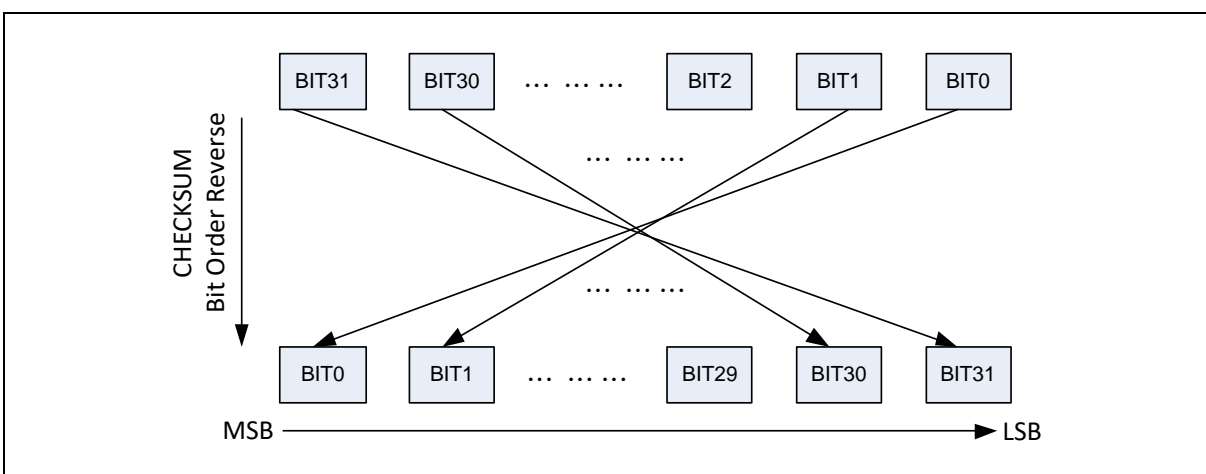 BIT31 BIT30 … … … BIT2 BIT1 BIT0
… … …
CHECKSUM
Bit Order Reverse
… … …
BIT0 BIT1 … … … BIT29 BIT30 BIT31
MSB LSB